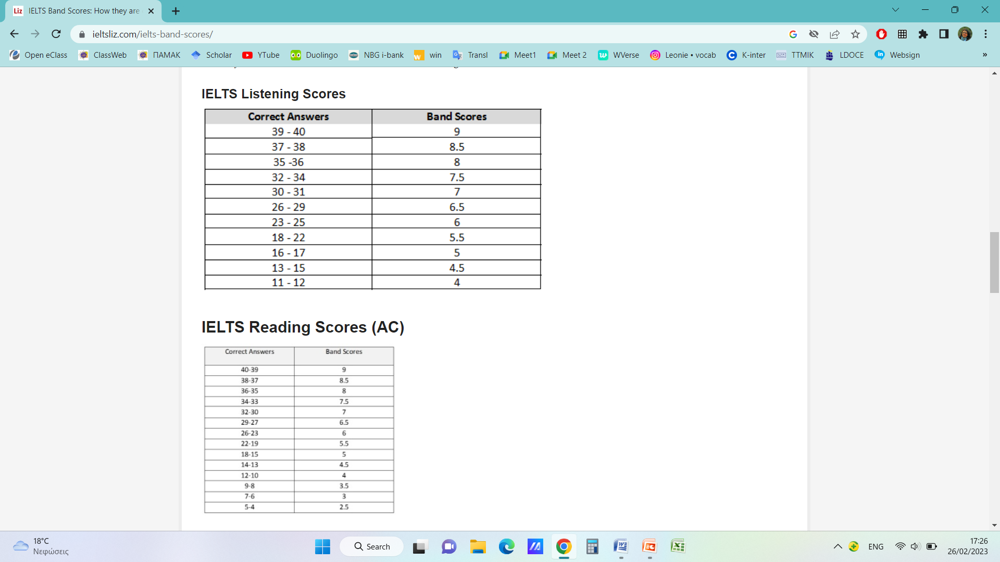 Liz IELTS Band Scores: How they are
ieltsliz.com/ielts-band-scores/
Open eClass ClassWeb ΠΑΜΑΚ Scholar YTube Duolingo NBG i-bank win Transl Meet1 Meet 2 WVerse Leonie • vocab K-inter TTMIK LDOCE Websign »
IELTS Listening Scores
Correct Answers Band Scores
39 - 40 9
37 - 38 8.5
35 -36 8
32 - 34 7.5
30 - 31 7
26 - 29 6.5
23 - 25 6
18 - 22 5.5
16 - 17 5
13 - 15 4.5
11 - 12 4
IELTS Reading Scores (AC)
Correct Answers Band Scores
40-39 9
38-37 8.5
36-35 8
34-33 7.5
32-30 7
29-27 6.5
26-23 6
22-19 5.5
18-15 5
14-13 4.5
12-10 4
9-8 3.5
7-6 3
5-4 2.5
18°C
Νεφώσεις
Search
ENG
17:26
26/02/2023